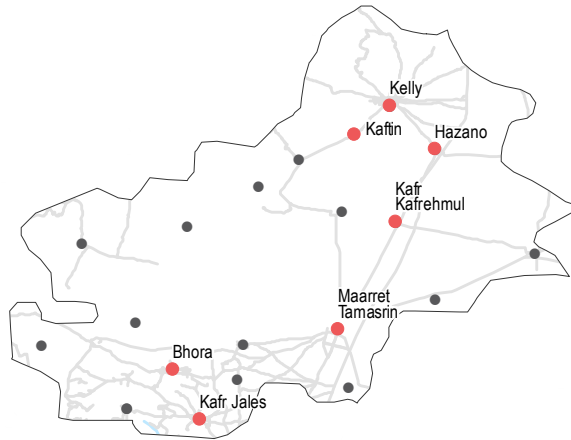 Kelly
Kaftin
Hazano
Kafr
Kafrehmul
Maarret
Tamasrin
Bhora
Kafr Jales